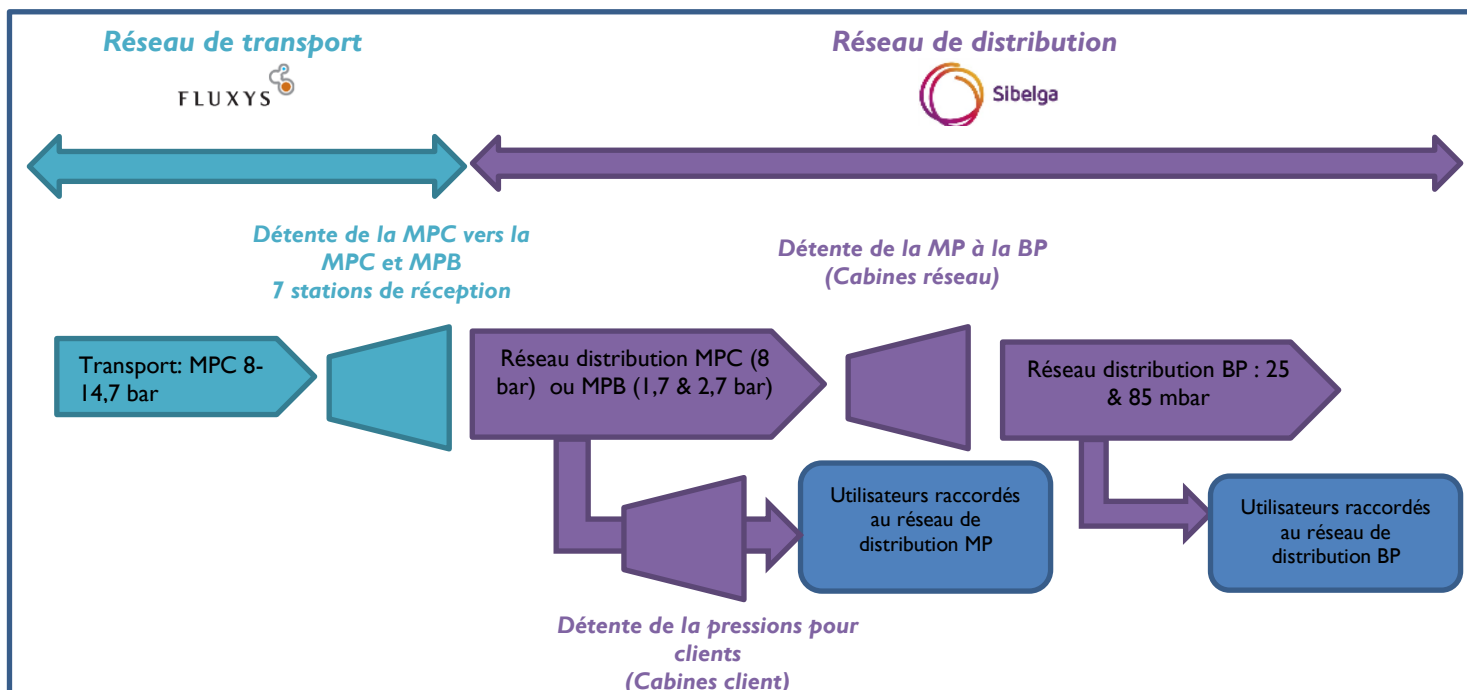 Réseau de transport
FLUXYS
Réseau de distribution
Sibelga
Détente de la MPC vers la
MPC et MPB
7 stations de réception
Détente de la MP à la BP
(Cabines réseau)
Transport: MPC 8-
14,7 bar
Réseau distribution MPC (8
bar) ou MPB (1,7 & 2,7 bar)
Réseau distribution BP : 25
& 85 mbar
Utilisateurs raccordés
au réseau de
distribution MP
Utilisateurs raccordés
au réseau de
distribution BP
Détente de la pressions pour
clients
(Cabines client)